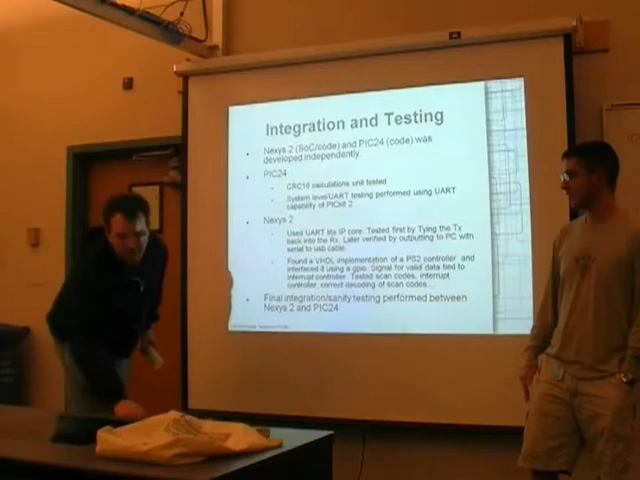 Integration and Testing
Nexys 2 (SoC/code) and PIC24 (code) was
developed independently.
PIC24
CRC16 calculations unit tested
System level/UART testing performed using UART
capability of PICkit 2
Nexys 2
Used UART lite IP core. Tested first by Tying the Tx
back into the Rx. Later verified by outputting to PC with
serial to usb cable.
Found a VHDL implementation of a PS2 controller and
interfaced it using a gpio. Signal for valid data tied to
interrupt controller. Tested scan codes, interrupt
controller, correct decoding of scan codes....
Final integration/sanity testing performed between
Nexys 2 and PIC24